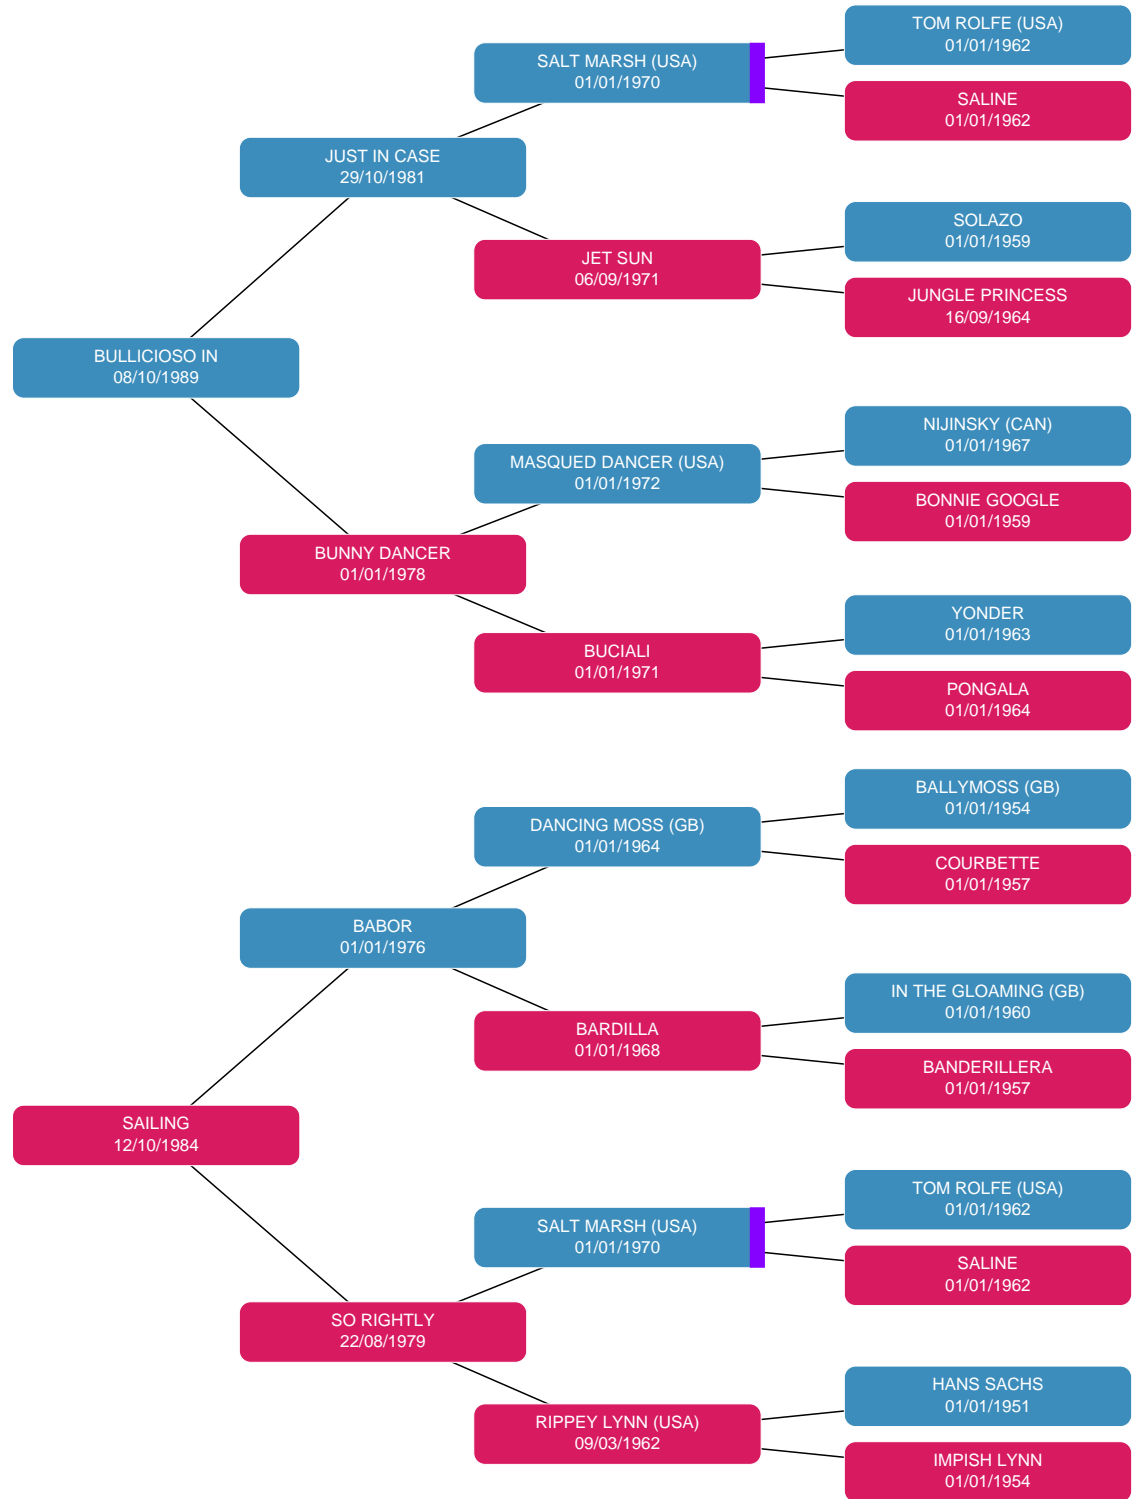 TOM ROLFE (USA)
01/01/1962
SALT MARSH (USA)
01/01/1970
SALINE
01/01/1962
JUST IN CASE
29/10/1981
SOLAZO
01/01/1959
JET SUN
06/09/1971
JUNGLE PRINCESS
16/09/1964
BULLICIOSO IN
08/10/1989
NIJINSKY (CAN)
01/01/1967
MASQUED DANCER (USA)
01/01/1972
BONNIE GOOGLE
01/01/1959
BUNNY DANCER
01/01/1978
YONDER
01/01/1963
BUCIALI
01/01/1971
PONGALA
01/01/1964
BALLYMOSS (GB)
01/01/1954
DANCING MOSS (GB)
01/01/1964
COURBETTE
01/01/1957
BABOR
01/01/1976
IN THE GLOAMING (GB)
01/01/1960
BARDILLA
01/01/1968
BANDERILLERA
01/01/1957
SAILING
12/10/1984
TOM ROLFE (USA)
01/01/1962
SALT MARSH (USA)
01/01/1970
SALINE
01/01/1962
SO RIGHTLY
22/08/1979
HANS SACHS
01/01/1951
RIPPEY LYNN (USA)
09/03/1962
IMPISH LYNN
01/01/1954